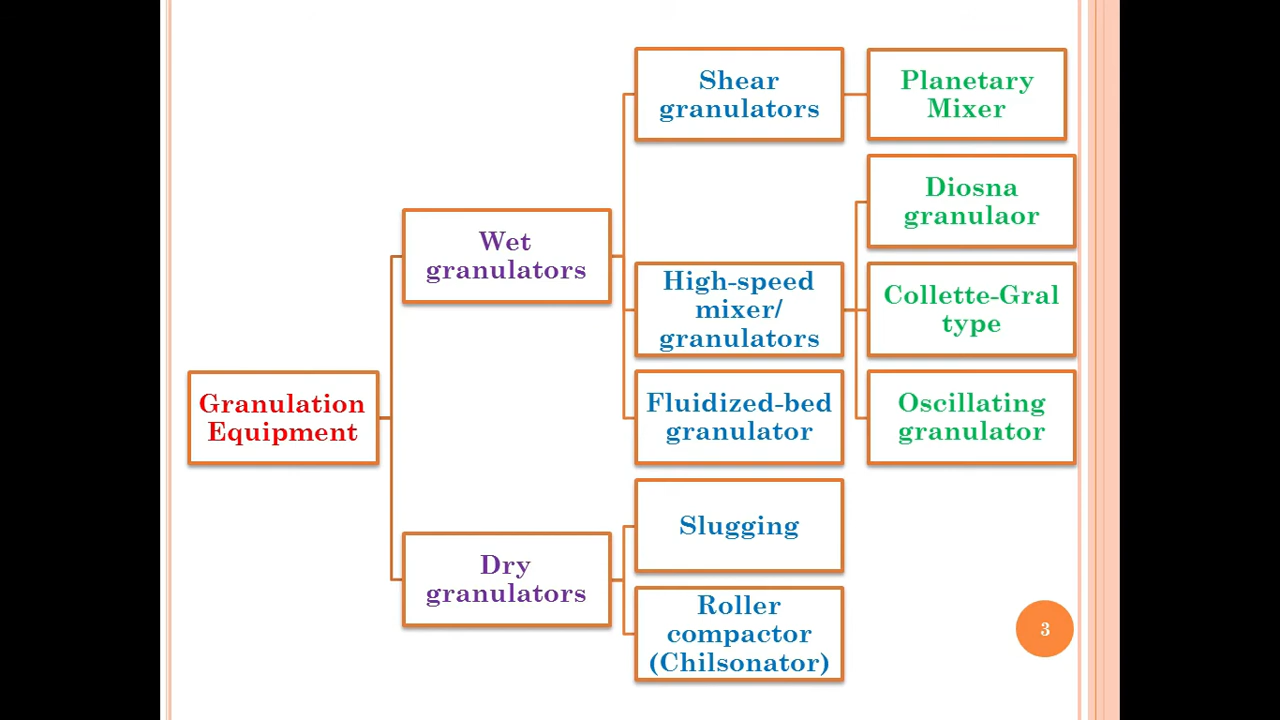 Shear
granulators
Planetary
Mixer
Diosna
granulaor
Wet
granulators
High-speed
mixer/
granulators
Collette-Gral
type
Granulation
Equipment
Fluidized-bed
granulator
Oscillating
granulator
Slugging
Dry
granulators
Roller
compactor
(Chilsonator)
3